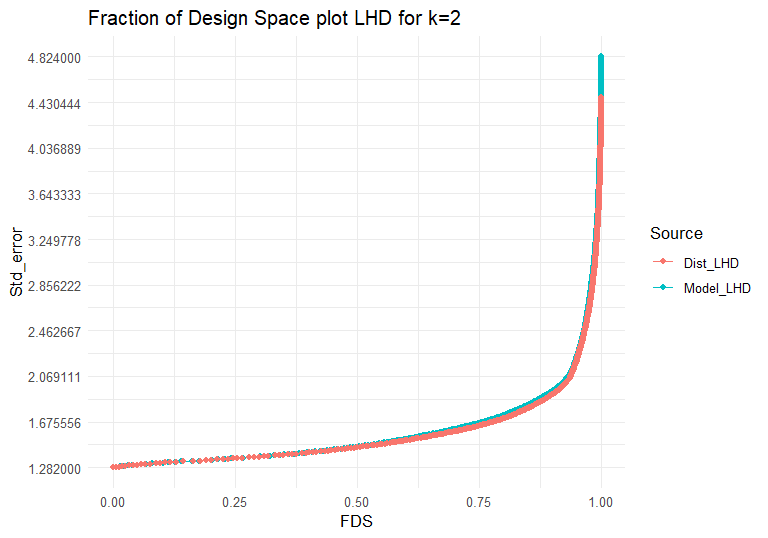 Fraction of Design Space plot LHD for k=2
4.824000
4.430444
4.036889
3.643333
3.249778
2.856222
2.462667
2.069111
1.675556
1.282000
Std_error
0.00 0.25 0.50 0.75 1.00
FDS
Source
Dist_LHD
Model_LHD